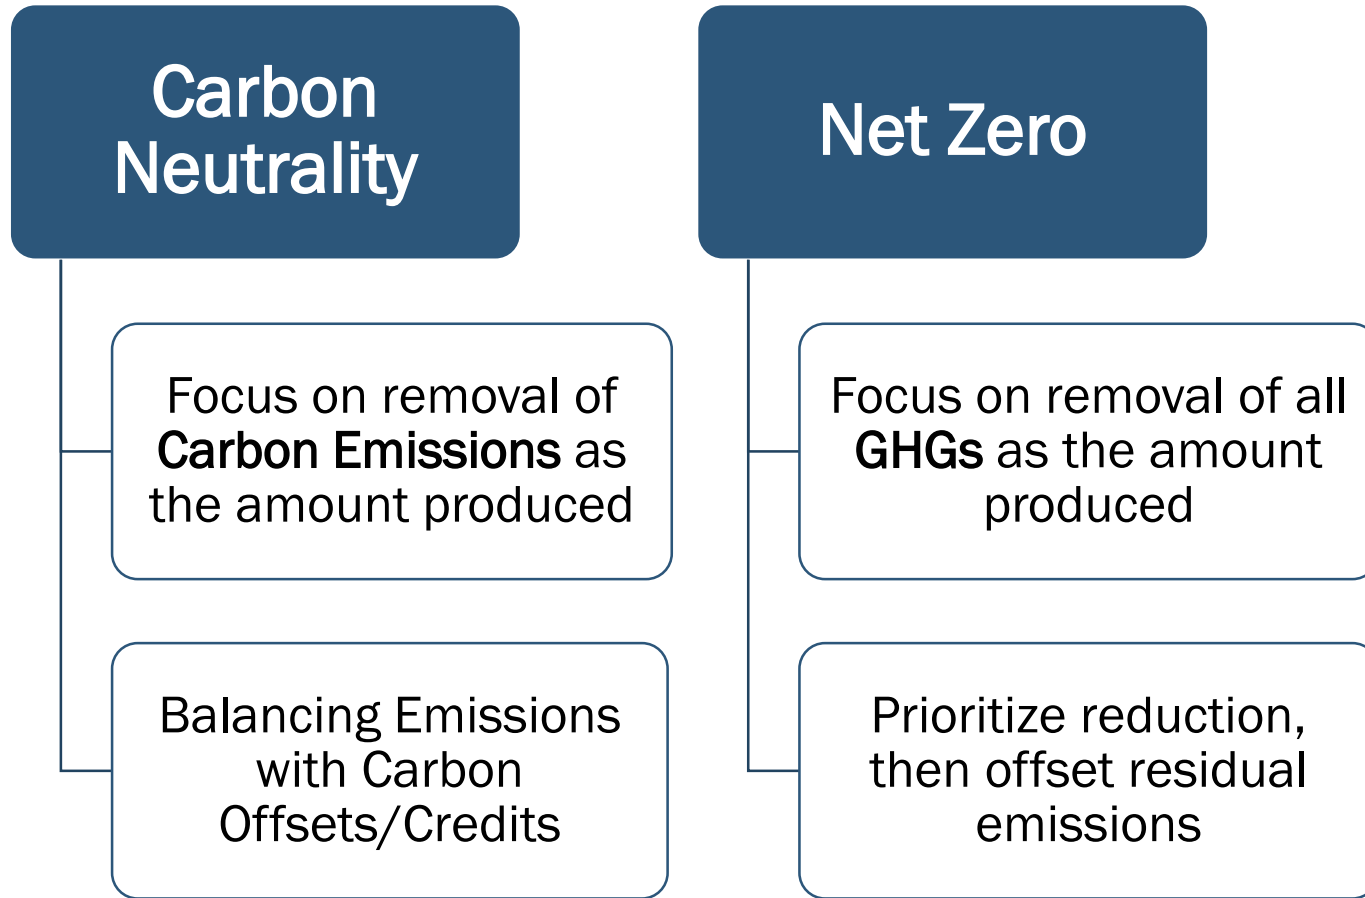 Carbon
Neutrality
Focus on removal of
Carbon Emissions as
the amount produced
Balancing Emissions
with Carbon
Offsets/Credits
Net Zero
Focus on removal of all
GHGs as the amount
produced
Prioritize reduction,
then offset residual
emissions